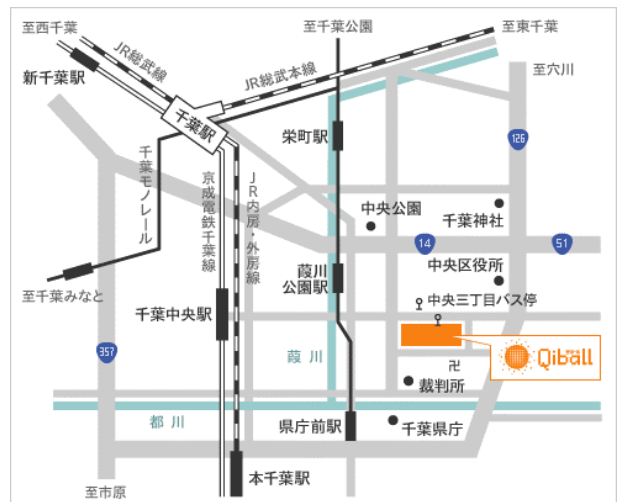 至西千葉
至千葉公園
至東千葉
JR総武線
JR総武本線
新千葉駅
至穴川
千葉駅
栄町駅
126
千葉モノレール
京成電鉄千葉線
JR内房・外房線
中央公園
千葉神社
14
51
中央区役所
葭川
公園駅
至千葉みなと
中央三丁目バス停
千葉中央駅
357
葭川
Qiball
卍
裁判所
都川
県庁前駅
千葉県庁
本千葉駅
至市原